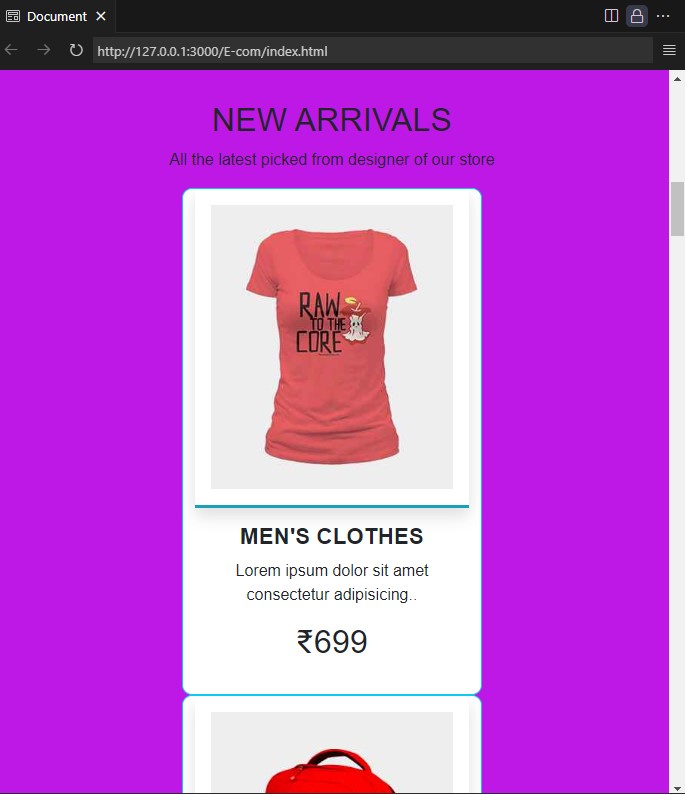 Document
http://127.0.0.1:3000/E-com/index.html
NEW ARRIVALS
All the latest picked from designer of our store
RAW
TO THE
CORE
MEN'S CLOTHES
Lorem ipsum dolor sit amet
consectetur adipisicing..
₹699